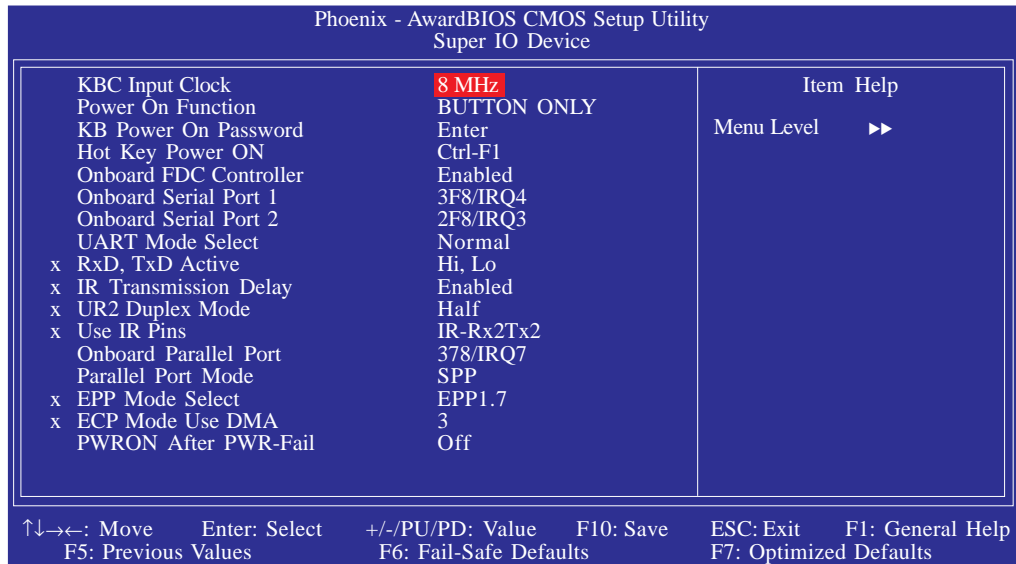 Phoenix - AwardBIOS CMOS Setup Utility
Super IO Device
KBC Input Clock 8 MHz
Power On Function BUTTON ONLY
KB Power On Password Enter
Hot Key Power ON Ctrl-F1
Onboard FDC Controller Enabled
Onboard Serial Port 1 3F8/IRQ4
Onboard Serial Port 2 2F8/IRQ3
UART Mode Select Normal
x RxD, TxD Active Hi, Lo
x IR Transmission Delay Enabled
x UR2 Duplex Mode Half
x Use IR Pins IR-Rx2Tx2
Onboard Parallel Port 378/IRQ7
Parallel Port Mode SPP
x EPP Mode Select EPP1.7
x ECP Mode Use DMA 3
PWRON After PWR-Fail Off
Item Help
Menu Level ▶▶
↑↓→←: Move Enter: Select +/-/PU/PD: Value F10: Save ESC: Exit F1: General Help
F5: Previous Values F6: Fail-Safe Defaults F7: Optimized Defaults